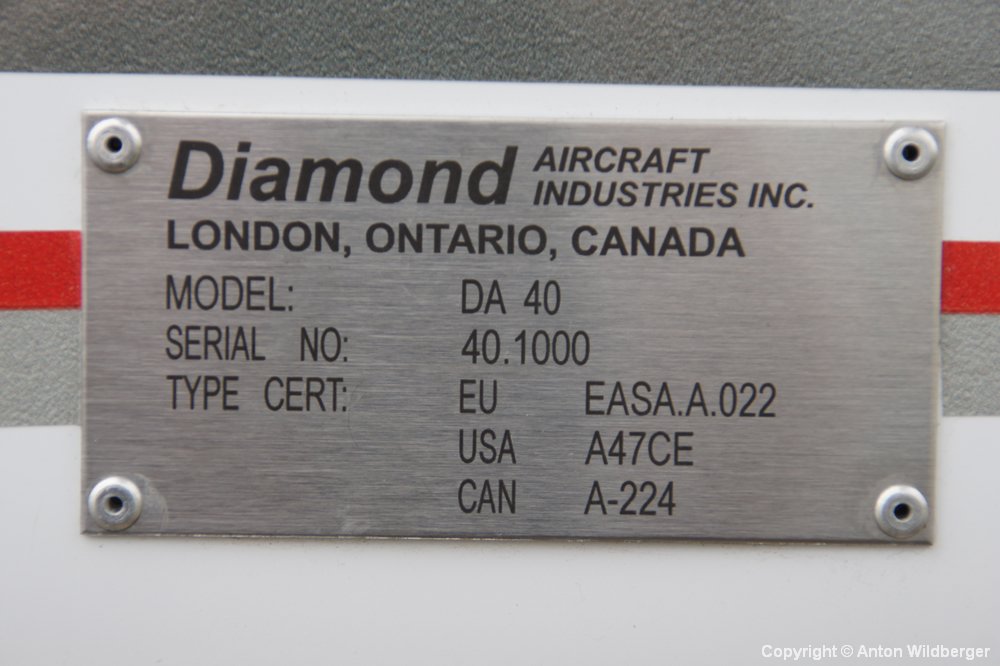 Diamond AIRCRAFT INDUSTRIES INC.
LONDON, ONTARIO, CANADA
MODEL: DA 40
SERIAL NO: 40.1000
TYPE CERT: EU EASA.A.022
USA A47CE
CAN A-224
Copyright © Anton Wildberger